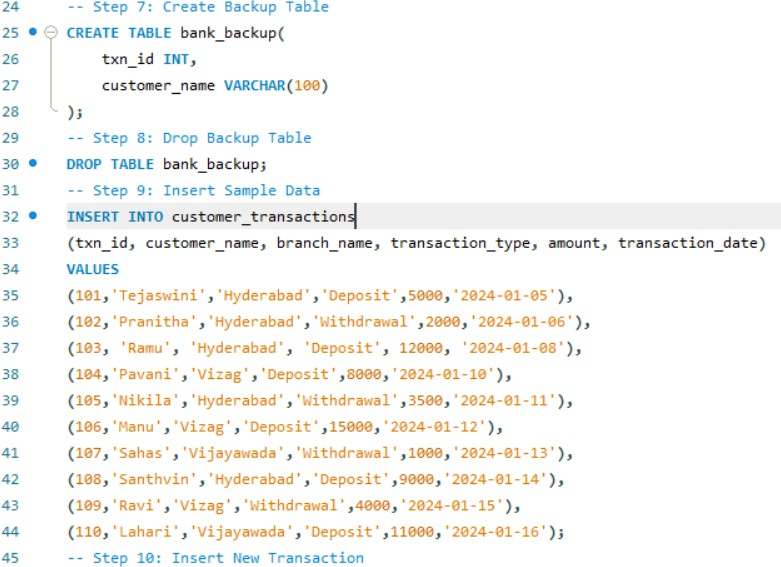 24 -- Step 7: Create Backup Table
25 CREATE TABLE bank_backup(
26 txn_id INT,
27 customer_name VARCHAR(100)
28 );
29 -- Step 8: Drop Backup Table
30 DROP TABLE bank_backup;
31 -- Step 9: Insert Sample Data
32 INSERT INTO customer_transactions
33 (txn_id, customer_name, branch_name, transaction_type, amount, transaction_date)
34 VALUES
35 (101,'Tejaswini','Hyderabad','Deposit',5000,'2024-01-05'),
36 (102,'Pranitha','Hyderabad','Withdrawal',2000,'2024-01-06'),
37 (103, 'Ramu', 'Hyderabad', 'Deposit', 12000, '2024-01-08'),
38 (104,'Pavani','Vizag','Deposit',8000,'2024-01-10'),
39 (105,'Nikila','Hyderabad','Withdrawal',3500,'2024-01-11'),
40 (106,'Manu','Vizag','Deposit',15000,'2024-01-12'),
41 (107,'Sahas','Vijayawada','Withdrawal',1000,'2024-01-13'),
42 (108,'Santhvin','Hyderabad','Deposit',9000,'2024-01-14'),
43 (109,'Ravi','Vizag','Withdrawal',4000,'2024-01-15'),
44 (110,'Lahari','Vijayawada','Deposit',11000,'2024-01-16');
45 -- Step 10: Insert New Transaction